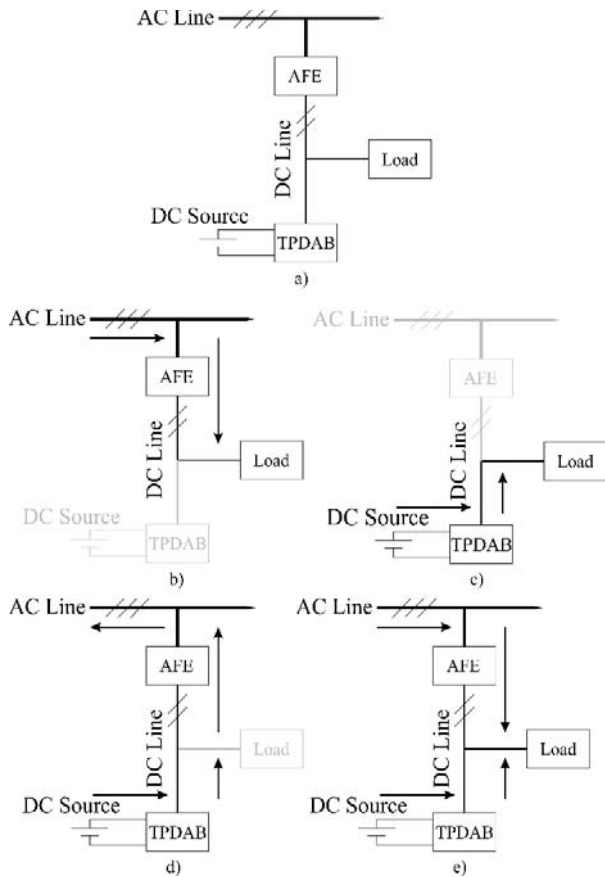 AC Line
AFE
DC Line
Load
DC Source
TPDAB
a)
AC Line
AFE
DC Line
Load
DC Source
TPDAB
b)
AC Line
AFE
DC Line
Load
DC Source
TPDAB
c)
AC Line
AFE
DC Line
Load
DC Source
TPDAB
d)
AC Line
AFE
DC Line
Load
DC Source
TPDAB
e)